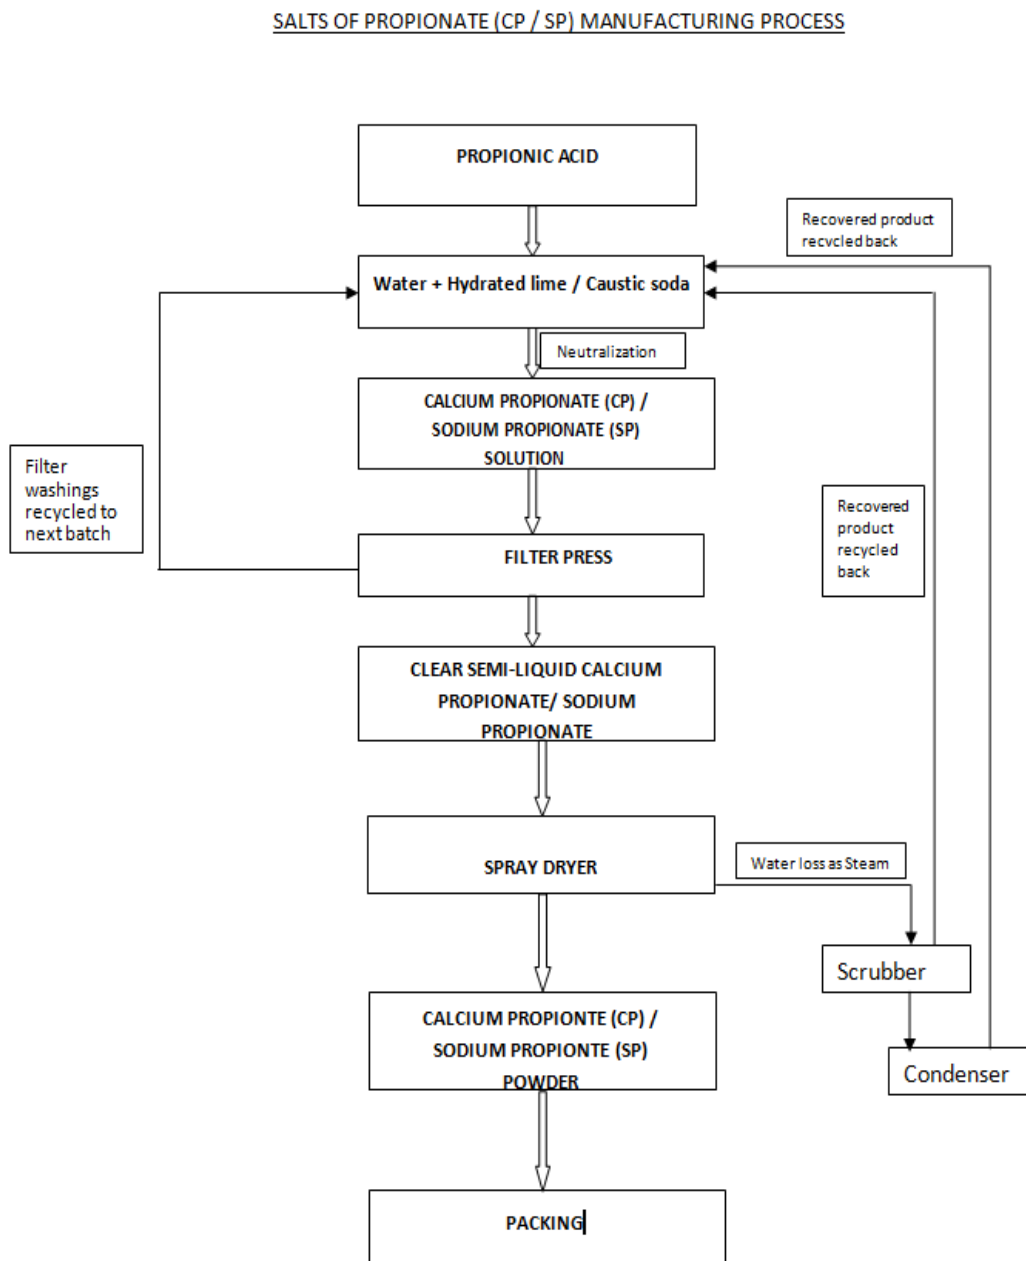 SALTS OF PROPIONATE (CP / SP) MANUFACTURING PROCESS
PROPIONIC ACID
Recovered product
recycled back
Water + Hydrated lime / Caustic soda
Neutralization
CALCIUM PROPIONATE (CP) /
SODIUM PROPIONATE (SP)
SOLUTION
Filter
washings
recycled to
next batch
Recovered
product
recycled
back
FILTER PRESS
CLEAR SEMI-LIQUID CALCIUM
PROPIONATE/ SODIUM
PROPIONATE
SPRAY DRYER
Water loss as Steam
Scrubber
CALCIUM PROPIONTE (CP) /
SODIUM PROPIONTE (SP)
POWDER
Condenser
PACKING